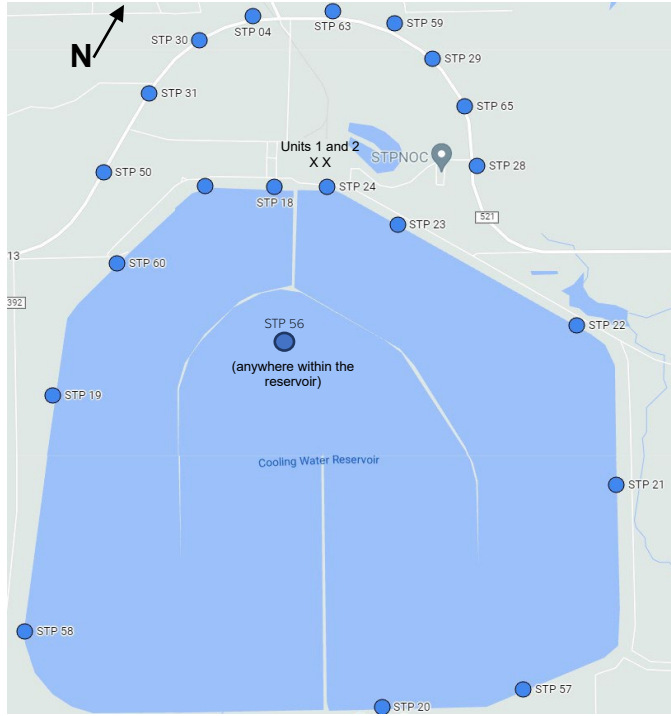 N
STP 04
STP 63
STP 59
STP 30
STP 29
STP 31
STP 65
Units 1 and 2
X X
STPNOC
STP 28
STP 50
STP 18
STP 24
521
STP 23
13
STP 60
392
STP 56
STP 22
(anywhere within the
reservoir)
STP 19
Cooling Water Reservoir
STP 21
STP 58
STP 57
STP 20